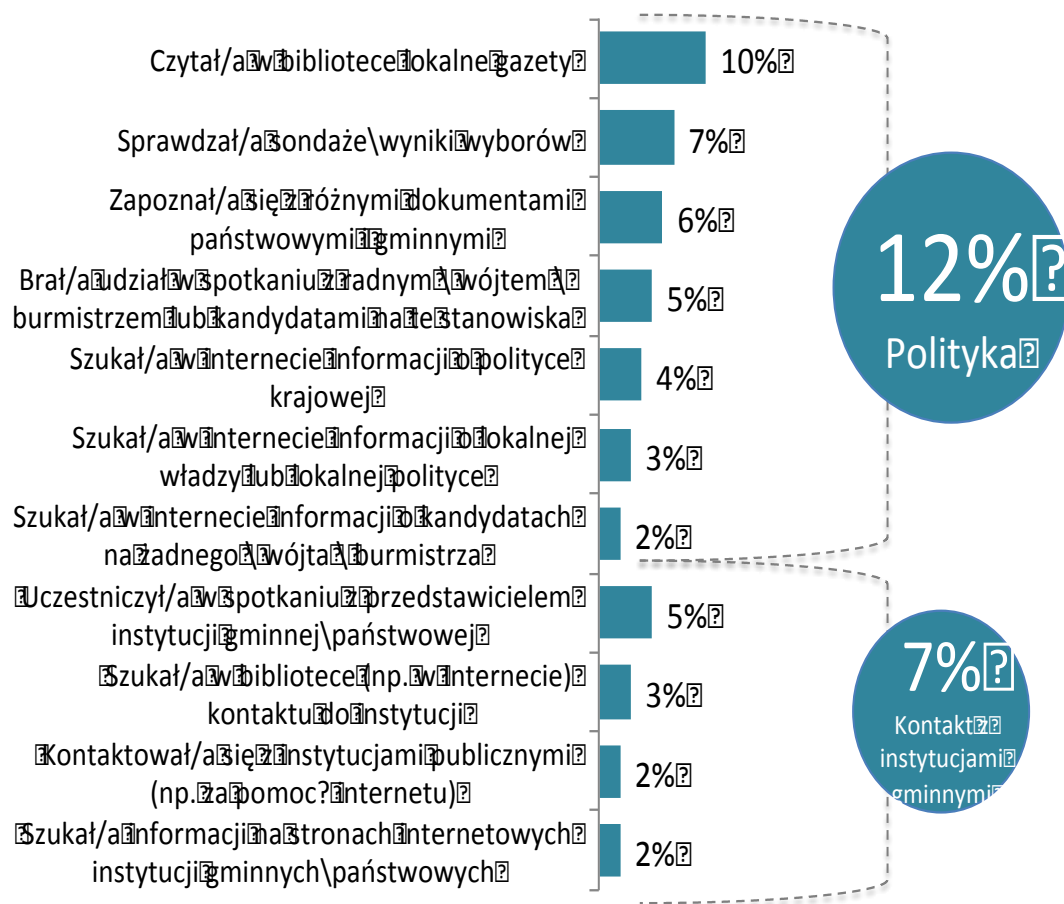 Czytał/a w bibliotece lokalne gazety
10%
Sprawdzał/a sondaże\wyniki wyborów
7%
Zapoznał/a się z różnymi dokumentami
państwowymi i gminnymi
6%
Brał/a udział w spotkaniu z radnym \ wójtem \
burmistrzem lub kandydatami na te stanowiska
5%
Szukał/a w internecie informacji o polityce
krajowej
4%
Szukał/a w internecie informacji o lokalnej
władzy lub lokalnej polityce
3%
Szukał/a w internecie informacji o kandydatach
na radnego \ wójta \ burmistrza
2%
12%
Polityka
Uczestniczył/a w spotkaniu z przedstawicielem
instytucji gminnej\państwowej
5%
Szukał/a w bibliotece (np. w internecie)
kontaktu do instytucji
3%
Kontaktował/a się z instytucjami publicznymi
(np. za pomoc? internetu)
2%
Szukał/a informacji na stronach internetowych
instytucji gminnych\państwowych
2%
7%
Kontakt z
instytucjami
gminnymi